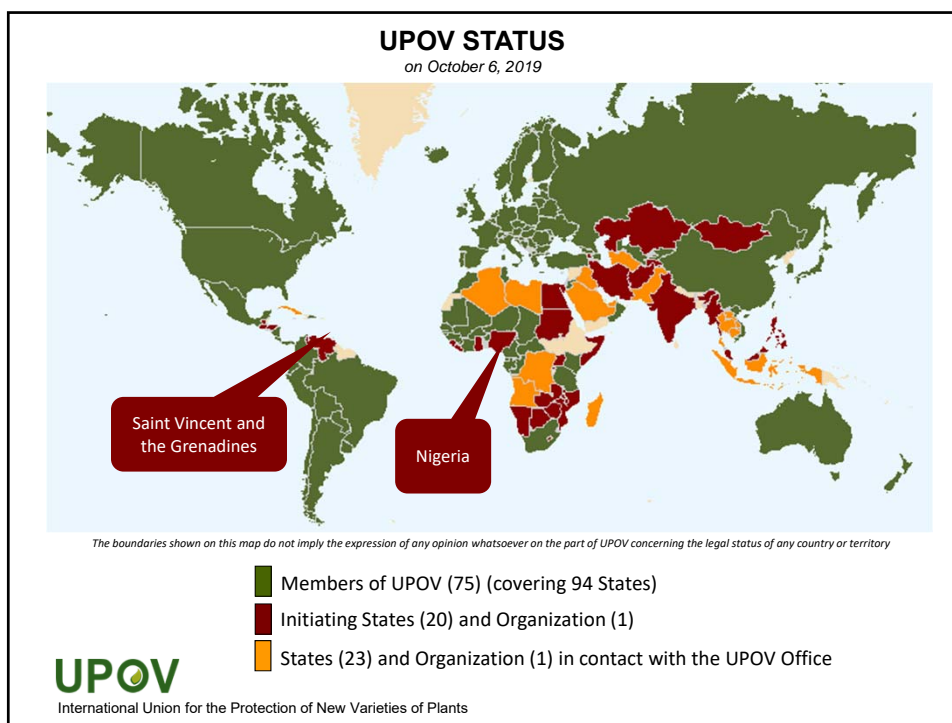 UPOV STATUS
on October 6, 2019
Saint Vincent and
the Grenadines
Nigeria
The boundaries shown on this map do not imply the expression of any opinion whatsoever on the part of UPOV concerning the legal status of any country or territory
Members of UPOV (75) (covering 94 States)
Initiating States (20) and Organization (1)
States (23) and Organization (1) in contact with the UPOV Office
UPOV
International Union for the Protection of New Varieties of Plants